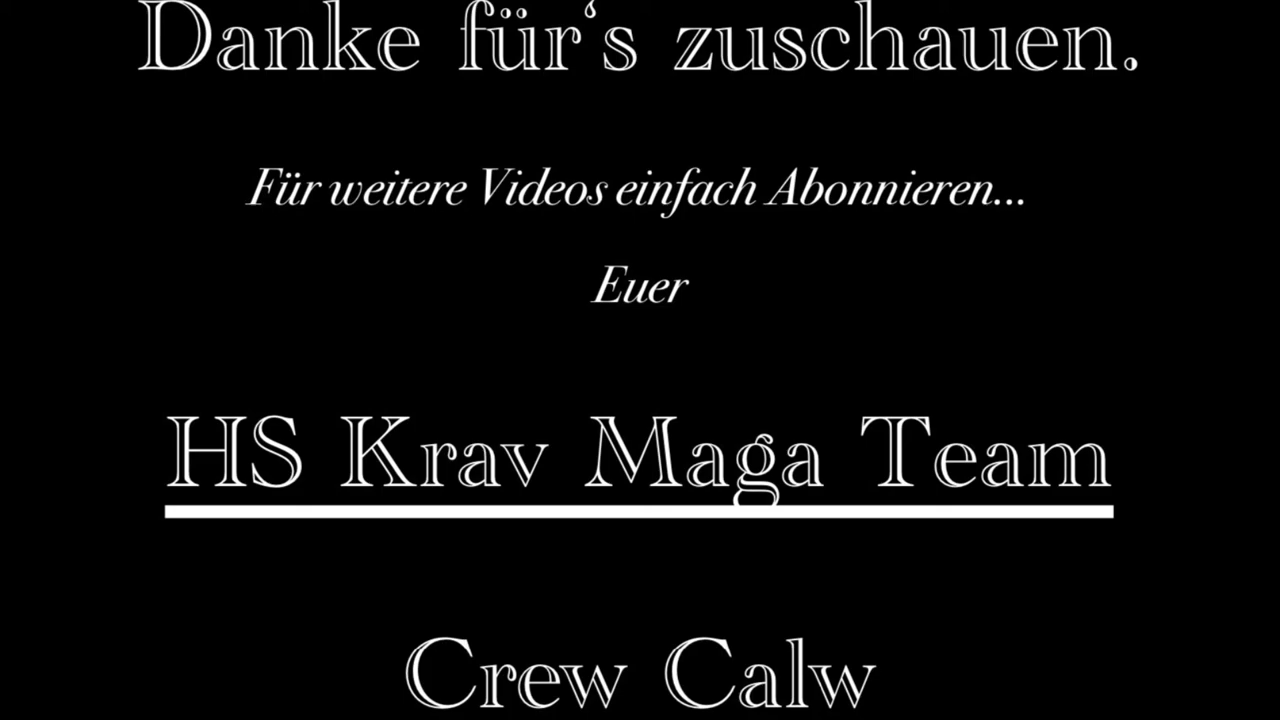 Danke für‘s zuschauen.
Für weitere Videos einfach Abonnieren...
Euer
HS Krav Maga Team
Crew Calw